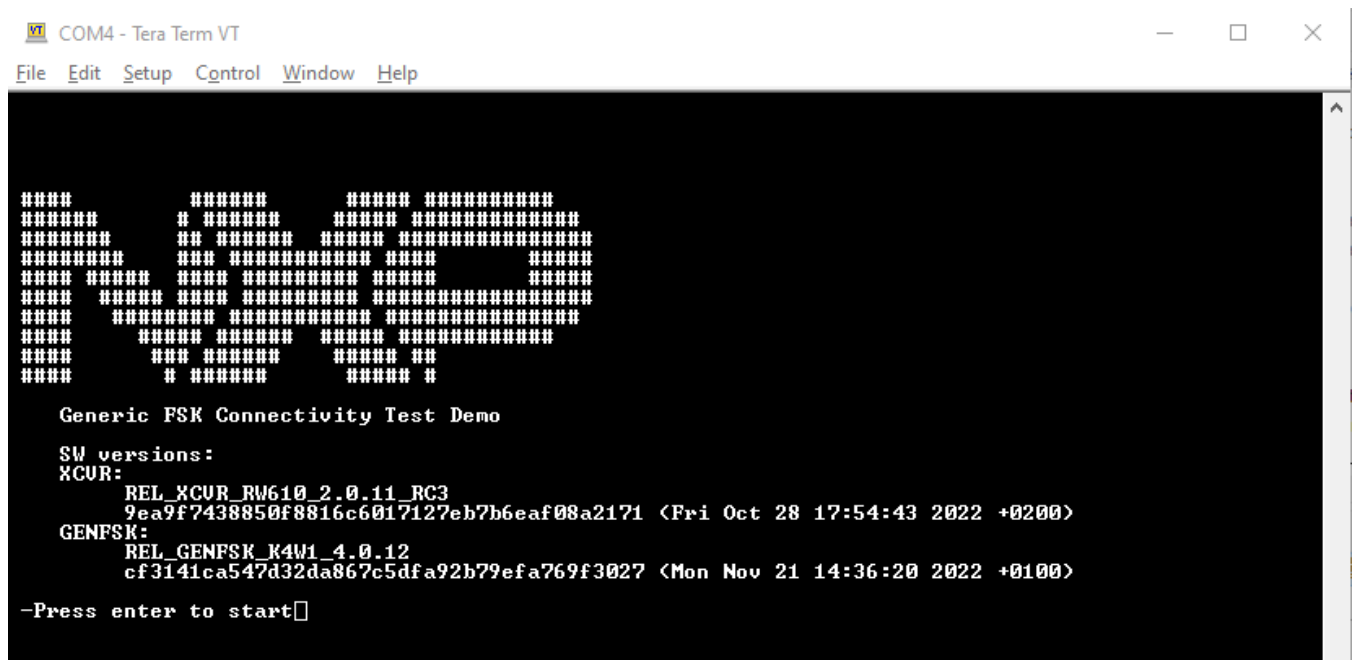 COM4 - Tera Term VT
File Edit Setup Control Window Help
####         ######      ##### ##########
######      # ######    ##### #############
#######     ## ######  ##### ###############
########    ### ########### ####       #####
#### #####  #### ######### #####       #####
####  ##### #### ######### #################
####   ######## ########### ###############
####     ##### ######  ##### ############
####      ### ######    ##### ##
####       # ######      ##### #
Generic FSK Connectivity Test Demo
SW versions:
XCVR:
REL_XCVR_RW610_2.0.11_RC3
9ea9f7438850f8816c6017127eb7b6eaf08a2171 (Fri Oct 28 17:54:43 2022 +0200)
GENFSK:
REL_GENFSK_K4W1_4.0.12
cf3141ca547d32da867c5dfa92b79efa769f3027 (Mon Nov 21 14:36:20 2022 +0100)
-Press enter to start